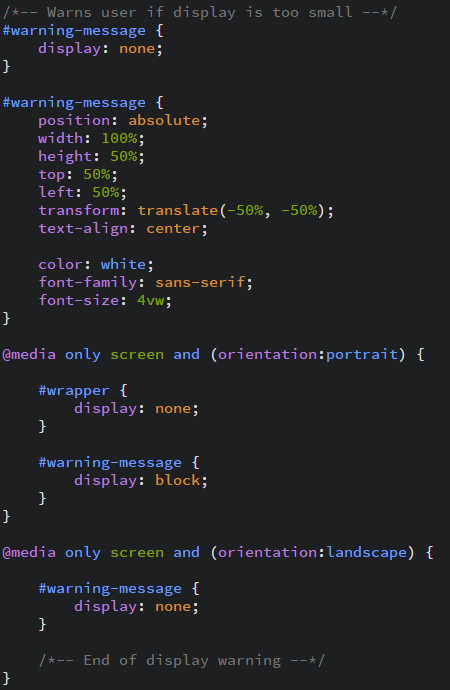 /*-- Warns user if display is too small --*/
#warning-message {
    display: none;
}

#warning-message {
    position: absolute;
    width: 100%;
    height: 50%;
    top: 50%;
    left: 50%;
    transform: translate(-50%, -50%);
    text-align: center;

    color: white;
    font-family: sans-serif;
    font-size: 4vw;
}

@media only screen and (orientation:portrait) {

    #wrapper {
        display: none;
    }

    #warning-message {
        display: block;
    }
}

@media only screen and (orientation:landscape) {

    #warning-message {
        display: none;
    }

    /*-- End of display warning --*/
}